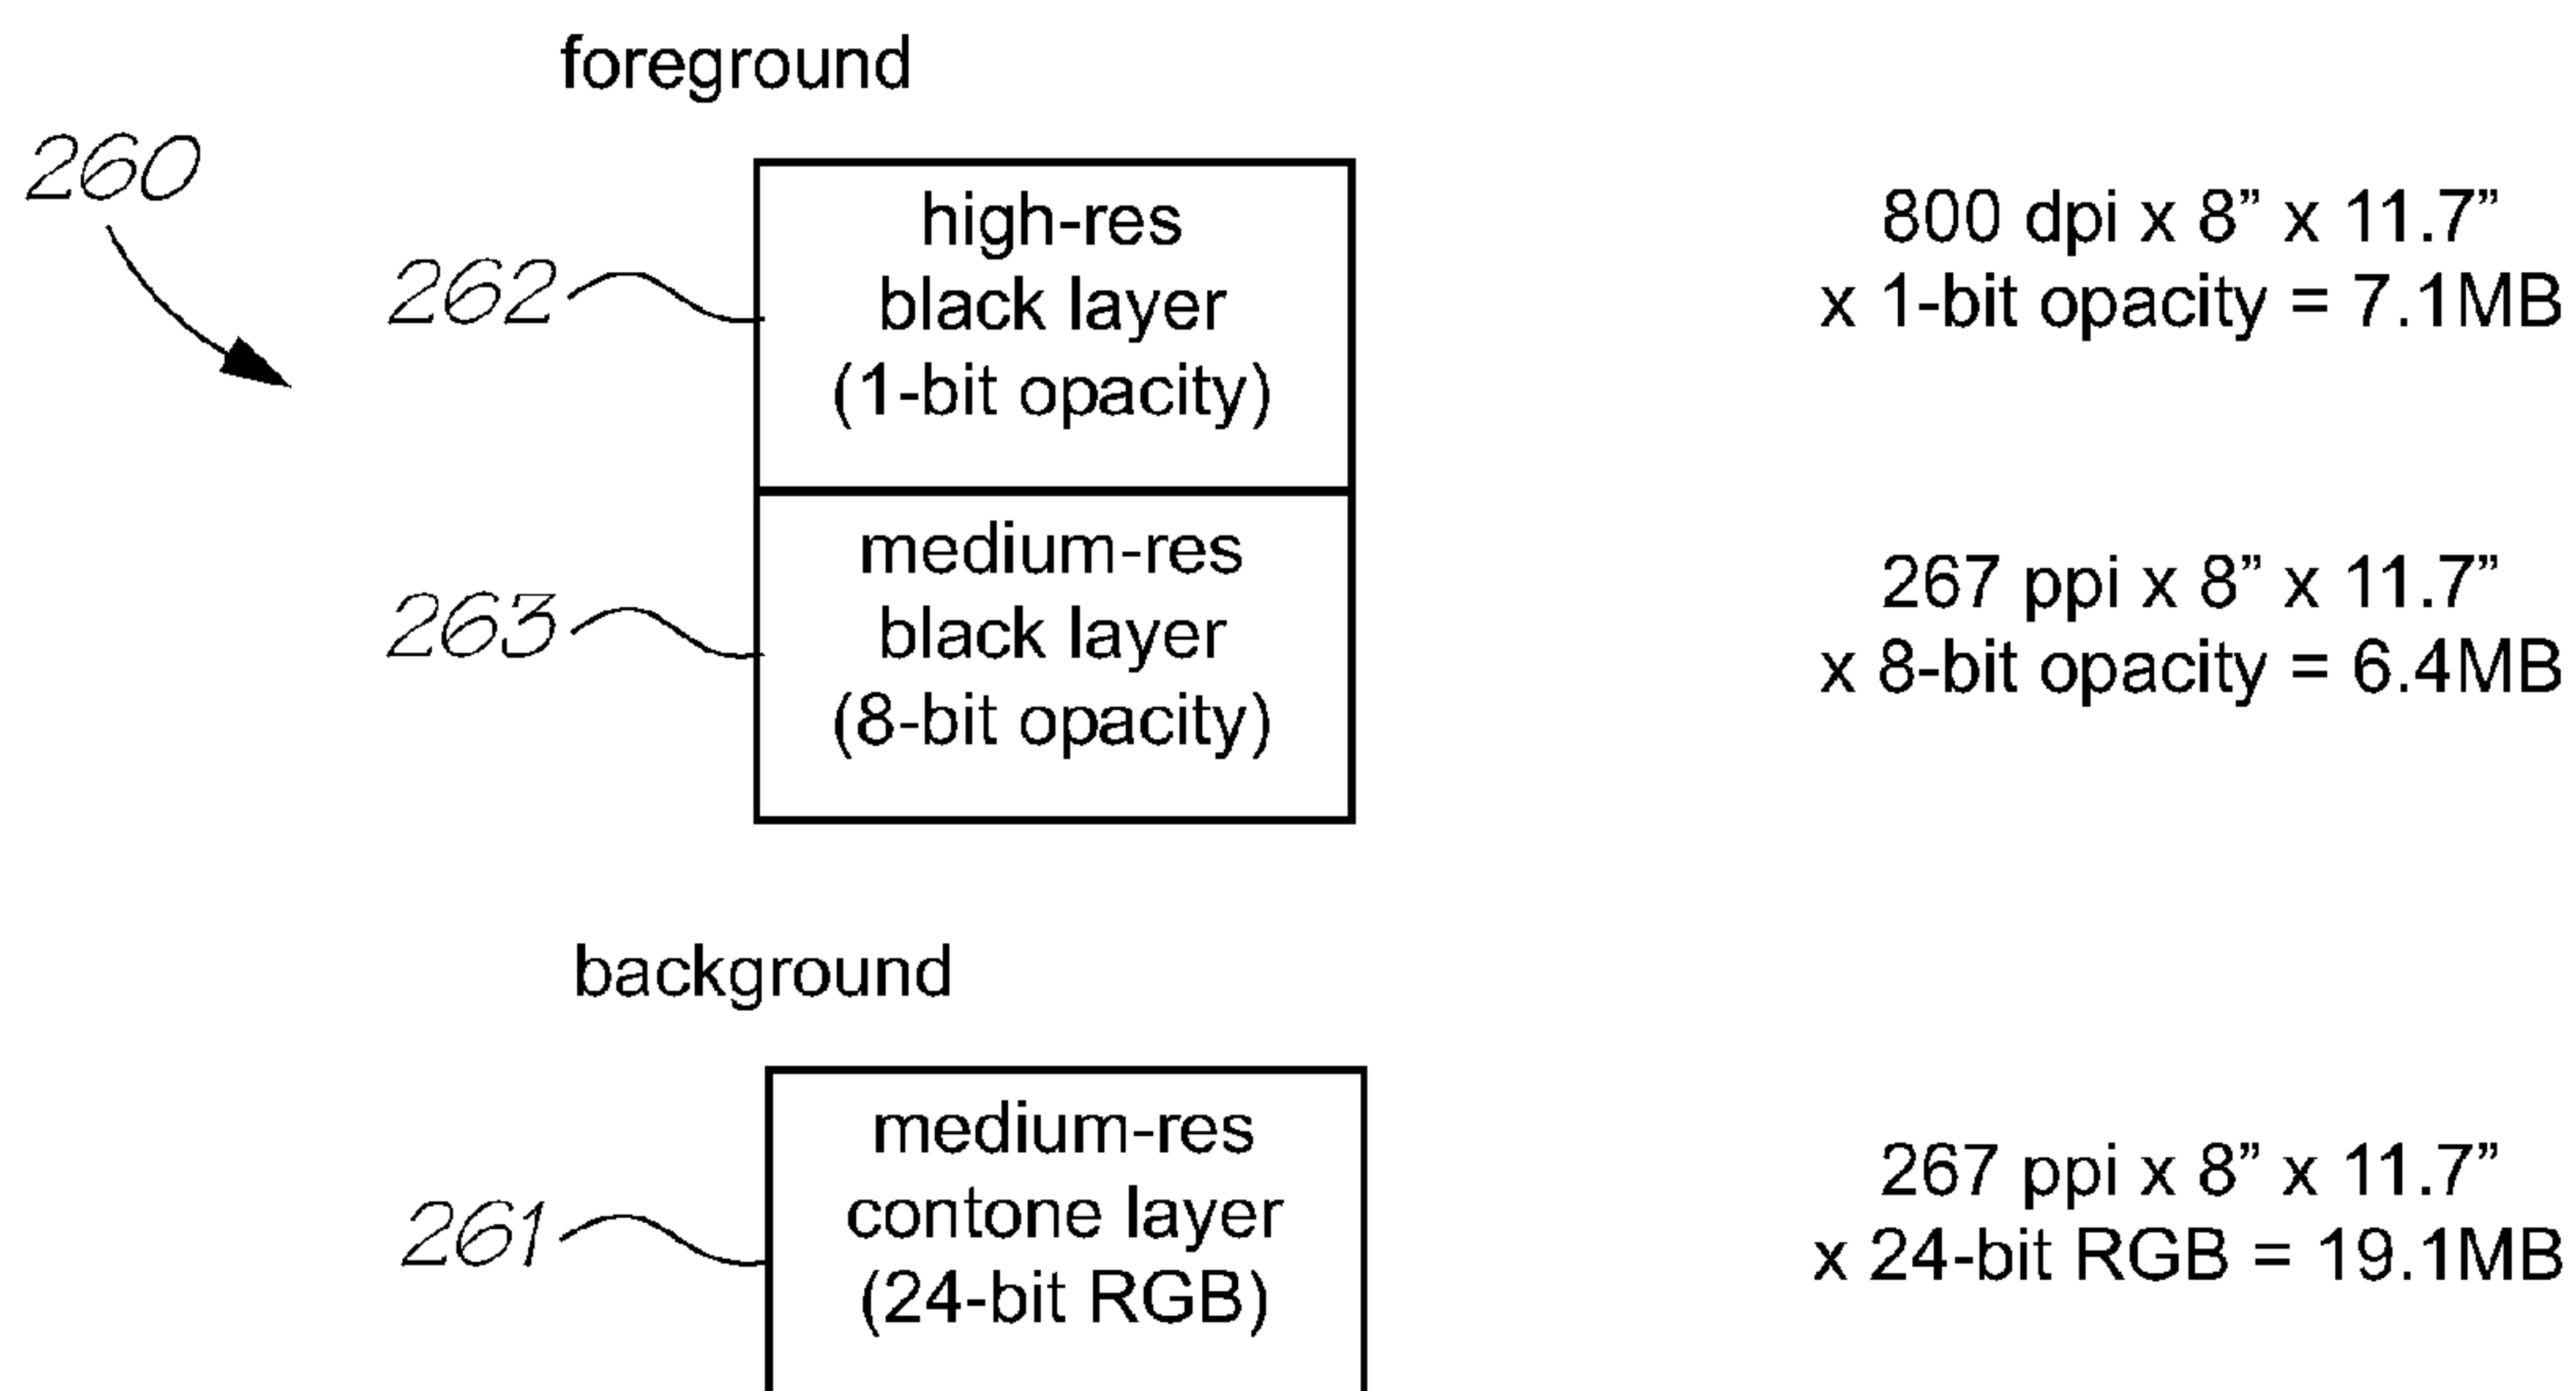 foreground
260
262
high-res
black layer
(1-bit opacity)
800 dpi x 8” x 11.7”
x 1-bit opacity = 7.1MB
263
medium-res
black layer
(8-bit opacity)
267 ppi x 8” x 11.7”
x 8-bit opacity = 6.4MB
background
261
medium-res
contone layer
(24-bit RGB)
267 ppi x 8” x 11.7”
x 24-bit RGB = 19.1MB